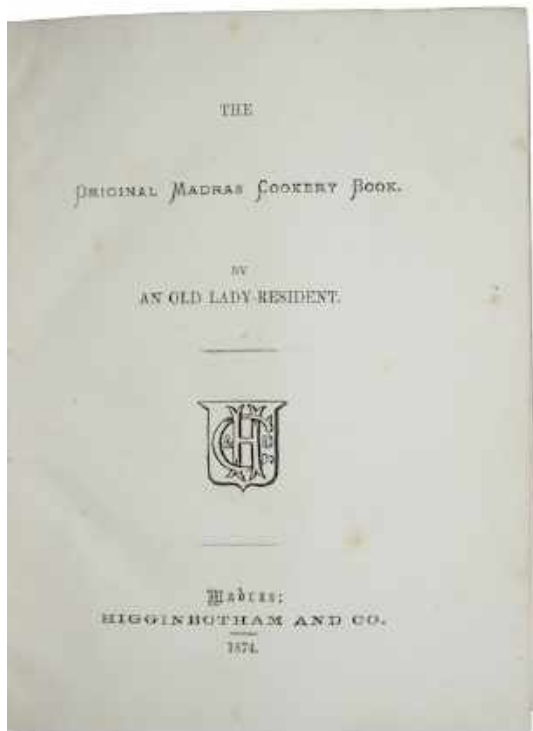 THE
ORIGINAL MADRAS COOKERY BOOK.
BY
AN OLD LADY-RESIDENT.
Madras:
HIGGINBOTHAM AND CO.
1874.